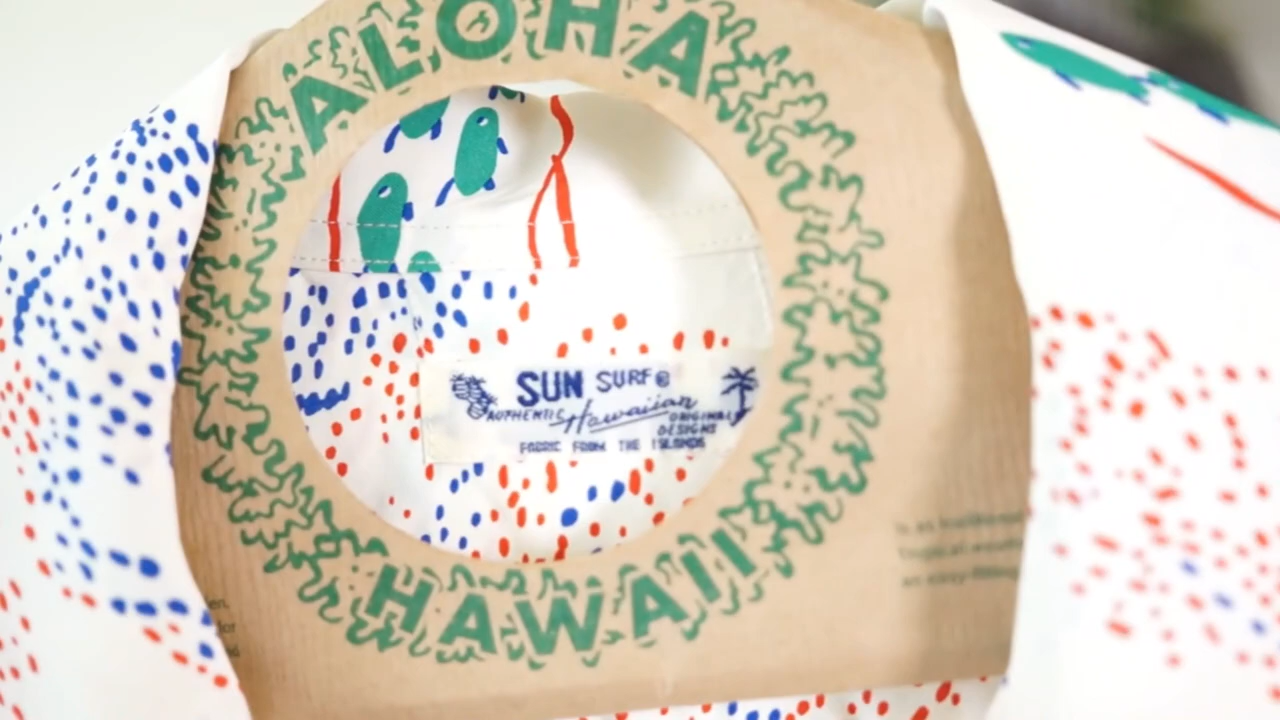 ALOHA
SUN SURF®
AUTHENTIC Hawaiian ORIGINAL
DESIGNS
FABRIC FROM THE ISLANDS
HAWAII